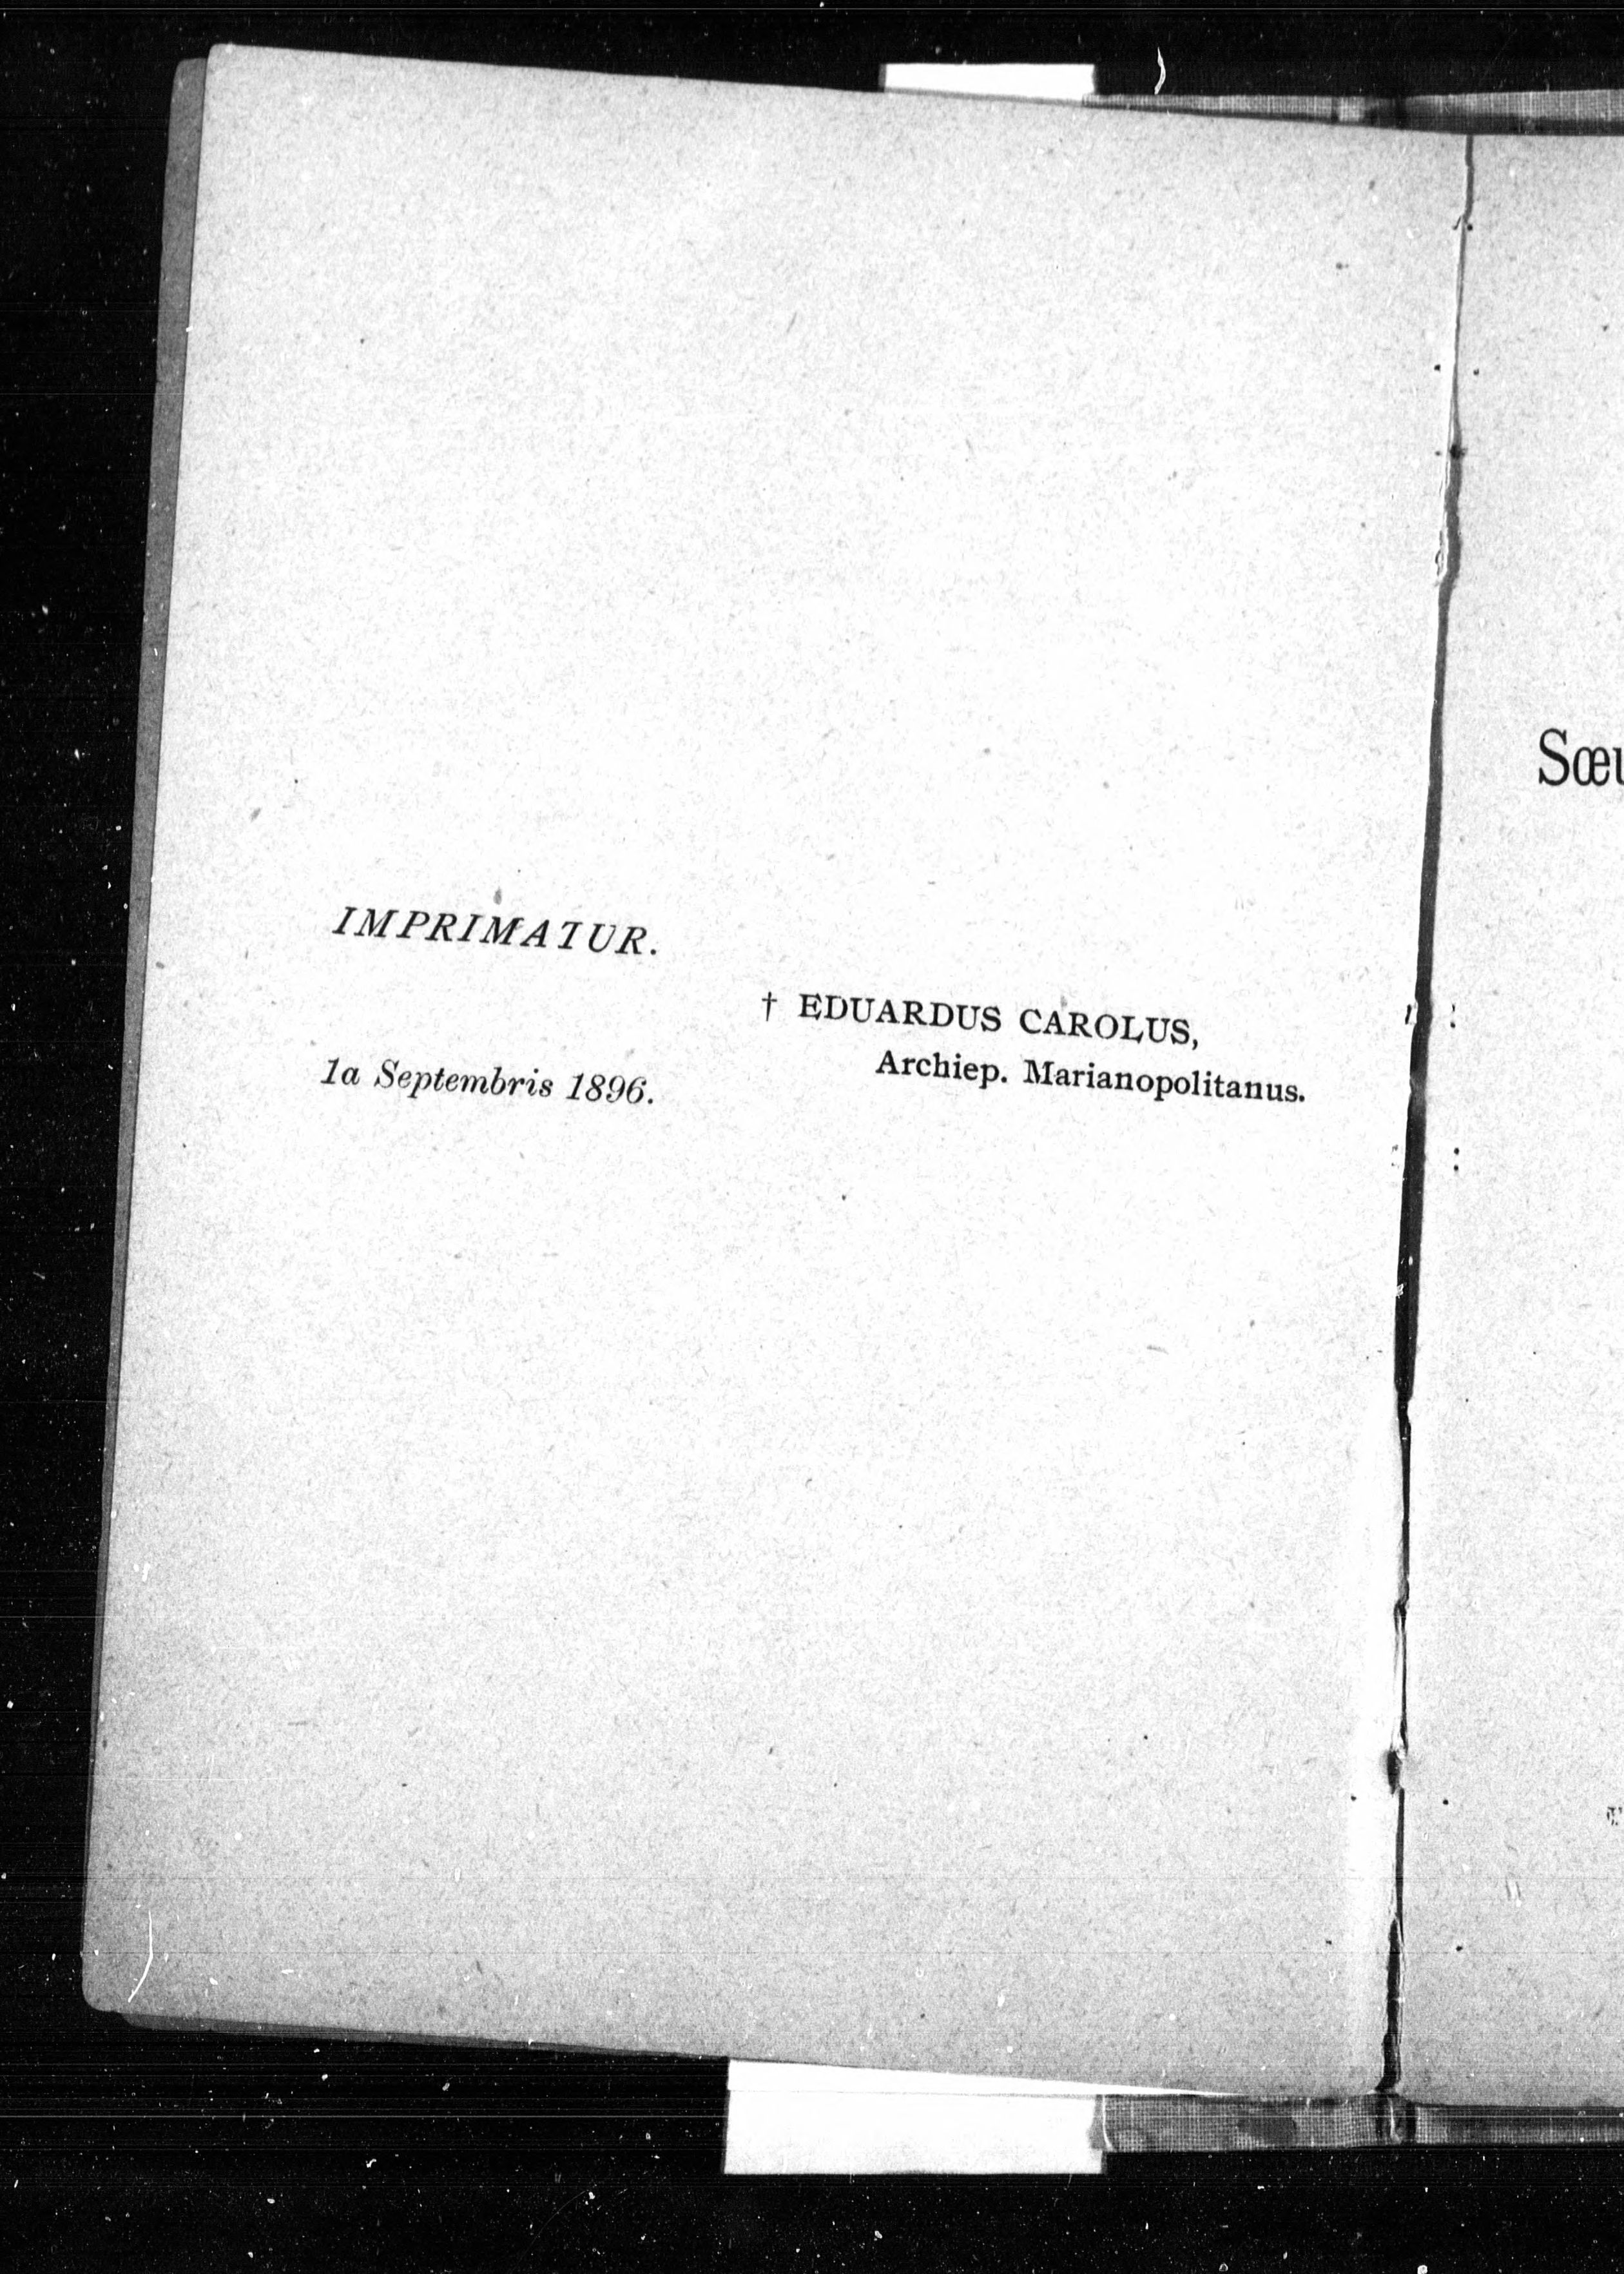 IMPRIMATUR.
† EDUARDUS CAROLUS,
Archiep. Marianopolitanus.
1a Septembris 1896.